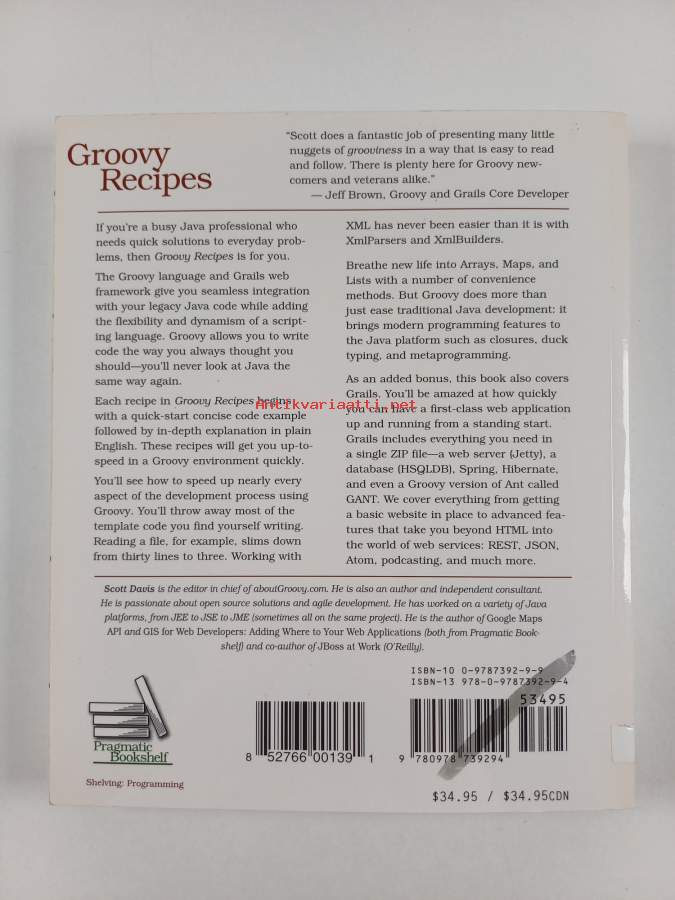 Groovy
Recipes
"Scott does a fantastic job of presenting many little
nuggets of grooviness in a way that is easy to read
and follow. There is plenty here for Groovy new-
comers and veterans alike."
— Jeff Brown, Groovy and Grails Core Developer
If you're a busy Java professional who
needs quick solutions to everyday prob-
lems, then Groovy Recipes is for you.
The Groovy language and Grails web
framework give you seamless integration
with your legacy Java code while adding
the flexibility and dynamism of a script-
ing language. Groovy allows you to write
code the way you always thought you
should—you'll never look at Java the
same way again.
Each recipe in Groovy Recipes begins
with a quick-start concise code example
followed by in-depth explanation in plain
English. These recipes will get you up-to-
speed in a Groovy environment quickly.
You'll see how to speed up nearly every
aspect of the development process using
Groovy. You'll throw away most of the
template code you find yourself writing.
Reading a file, for example, slims down
from thirty lines to three. Working with
XML has never been easier than it is with
XmlParsers and XmlBuilders.
Breathe new life into Arrays, Maps, and
Lists with a number of convenience
methods. But Groovy does more than
just ease traditional Java development: it
brings modern programming features to
the Java platform such as closures, duck
typing, and metaprogramming.
As an added bonus, this book also covers
Grails. You'll be amazed at how quickly
you can have a first-class web application
up and running from a standing start.
Grails includes everything you need in
a single ZIP file—a web server (Jetty), a
database (HSQLDB), Spring, Hibernate,
and even a Groovy version of Ant called
GANT. We cover everything from getting
a basic website in place to advanced fea-
tures that take you beyond HTML into
the world of web services: REST, JSON,
Atom, podcasting, and much more.
Antikvariaatti.net
Scott Davis is the editor in chief of aboutGroovy.com. He is also an author and independent consultant.
He is passionate about open source solutions and agile development. He has worked on a variety of Java
platforms, from JEE to JSE to JME (sometimes all on the same project). He is the author of Google Maps
API and GIS for Web Developers: Adding Where to Your Web Applications (both from Pragmatic Book-
shelf) and co-author of JBoss at Work (O'Reilly).
ISBN-10 0-9787392-9-9
ISBN-13 978-0-9787392-9-4
53495
Pragmatic
Bookshelf
8 52766 00139 1
9 780978 739294
Shelving: Programming
$34.95 / $34.95CDN